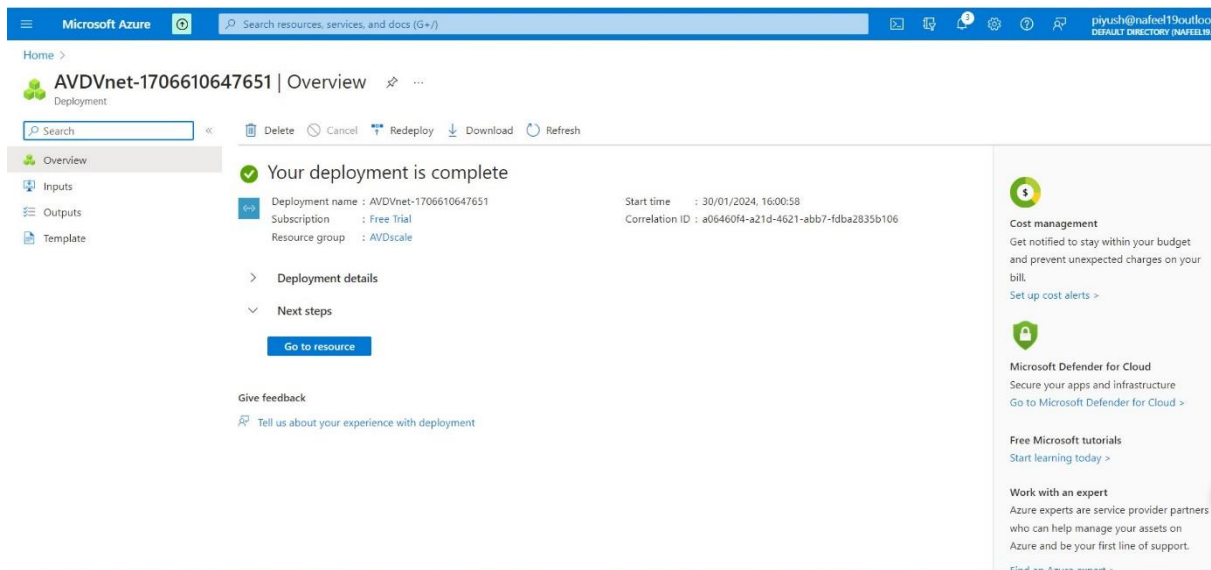 Microsoft Azure
Search resources, services, and docs (G+/)
3
piyush@nafeel19outloo
DEFAULT DIRECTORY (NAFEEL19.
Home >
AVDVnet-1706610647651 | Overview
Deployment
Search
Delete
Cancel
Redeploy
Download
Refresh
Overview
Inputs
Outputs
Template
Your deployment is complete
Deployment name : AVDVnet-1706610647651
Subscription : Free Trial
Resource group : AVDscale
Start time : 30/01/2024, 16:00:58
Correlation ID : a06460f4-a21d-4621-abb7-fdba2835b106
Deployment details
Next steps
Go to resource
Give feedback
Tell us about your experience with deployment
Cost management
Get notified to stay within your budget
and prevent unexpected charges on your
bill.
Set up cost alerts >
Microsoft Defender for Cloud
Secure your apps and infrastructure
Go to Microsoft Defender for Cloud >
Free Microsoft tutorials
Start learning today >
Work with an expert
Azure experts are service provider partners
who can help manage your assets on
Azure and be your first line of support.
Find an Azure expert >